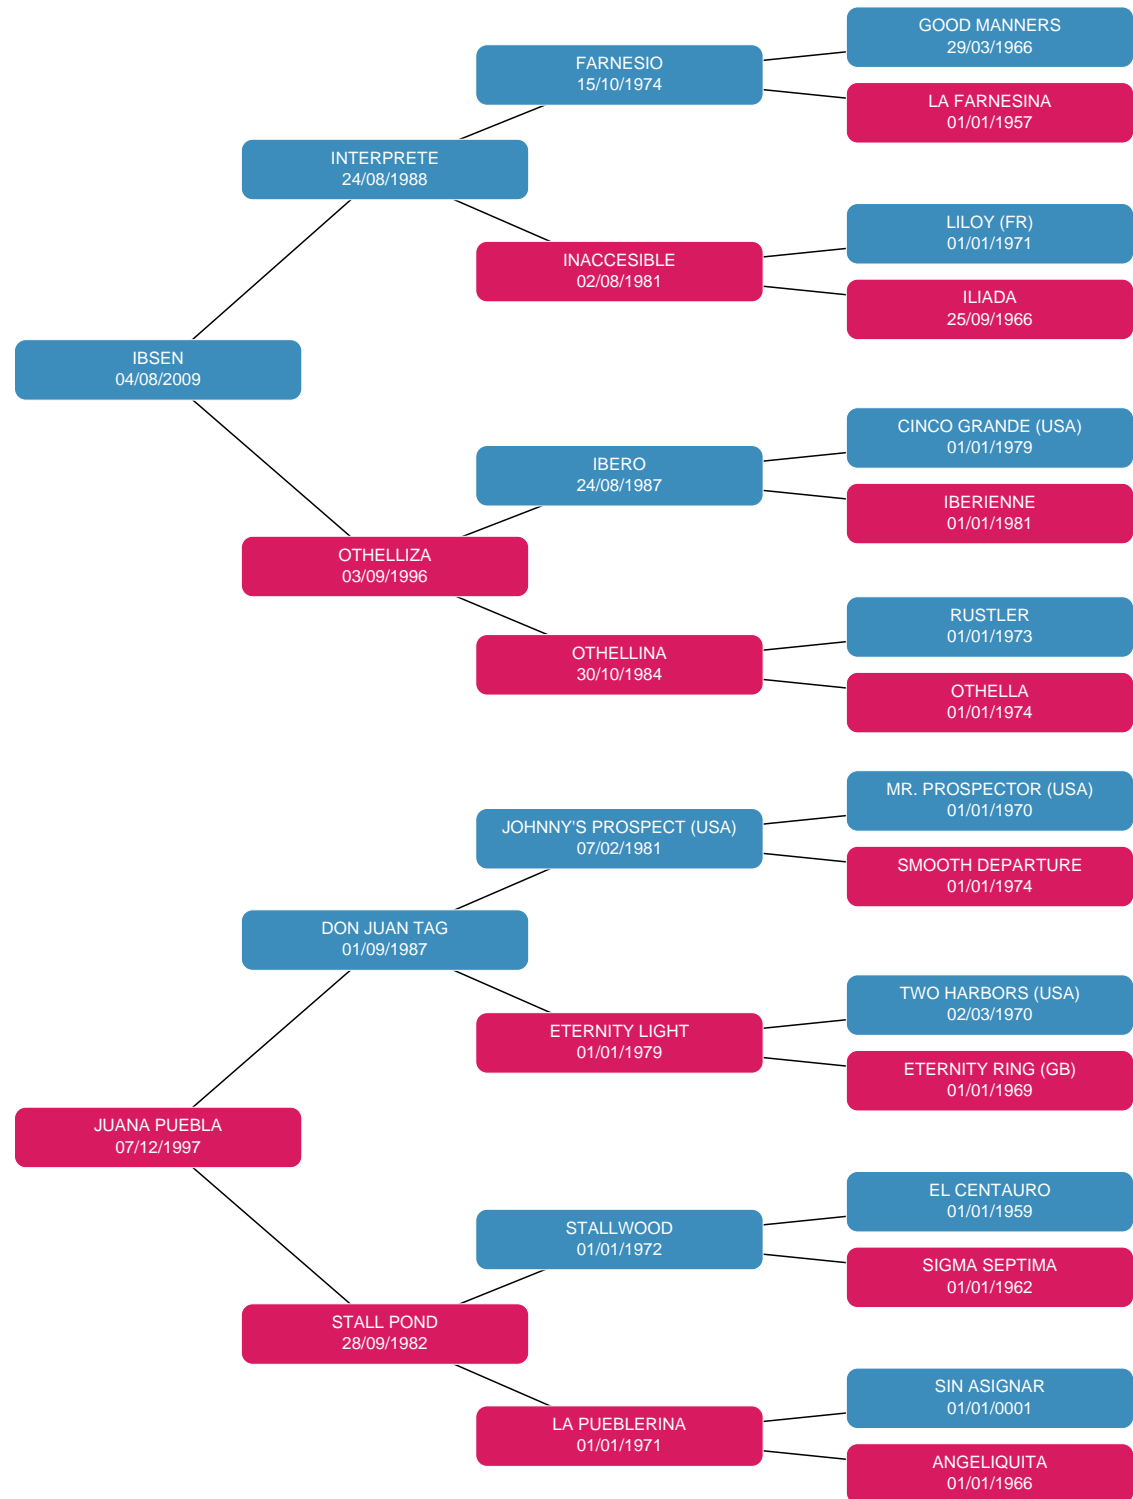 GOOD MANNERS
29/03/1966
FARNESIO
15/10/1974
LA FARNESINA
01/01/1957
INTERPRETE
24/08/1988
LILOY (FR)
01/01/1971
INACCESIBLE
02/08/1981
ILIADA
25/09/1966
IBSEN
04/08/2009
CINCO GRANDE (USA)
01/01/1979
IBERO
24/08/1987
IBERIENNE
01/01/1981
OTHELLIZA
03/09/1996
RUSTLER
01/01/1973
OTHELLINA
30/10/1984
OTHELLA
01/01/1974
MR. PROSPECTOR (USA)
01/01/1970
JOHNNY'S PROSPECT (USA)
07/02/1981
SMOOTH DEPARTURE
01/01/1974
DON JUAN TAG
01/09/1987
TWO HARBORS (USA)
02/03/1970
ETERNITY LIGHT
01/01/1979
ETERNITY RING (GB)
01/01/1969
JUANA PUEBLA
07/12/1997
EL CENTAURO
01/01/1959
STALLWOOD
01/01/1972
SIGMA SEPTIMA
01/01/1962
STALL POND
28/09/1982
SIN ASIGNAR
01/01/0001
LA PUEBLERINA
01/01/1971
ANGELIQUITA
01/01/1966